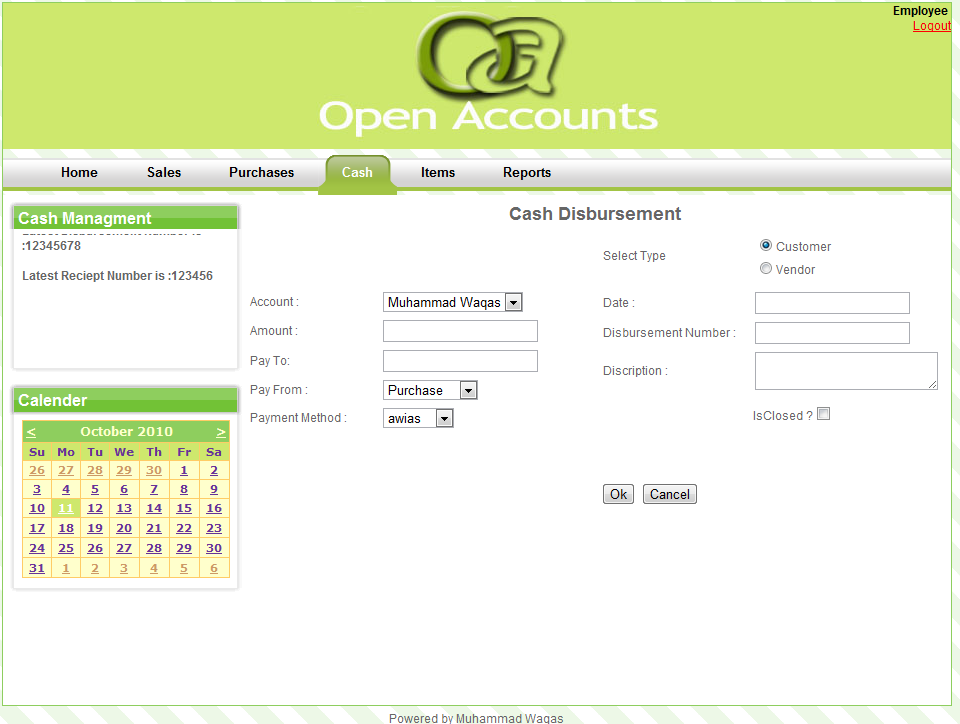 Employee
Logout
Oa
Open Accounts
Home Sales Purchases Cash Items Reports
Cash Managment
:12345678
Latest Reciept Number is :123456
Calender
< October 2010 >
Su Mo Tu We Th Fr Sa
26 27 28 29 30 1 2
3 4 5 6 7 8 9
10 11 12 13 14 15 16
17 18 19 20 21 22 23
24 25 26 27 28 29 30
31 1 2 3 4 5 6
Cash Disbursement
Select Type
Customer
Vendor
Account : Muhammad Waqas
Date :
Amount :
Disbursement Number :
Pay To:
Discription :
Pay From : Purchase
Payment Method : awias
IsClosed ?
Ok Cancel
Powered by Muhammad Waqas